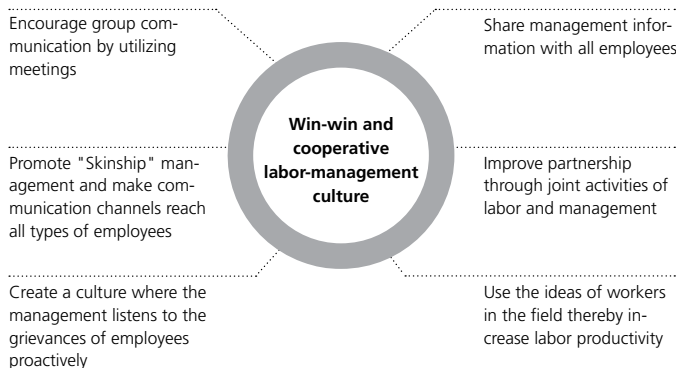 Encourage group com-
munication by utilizing
meetings
Share management infor-
mation with all employees
Win-win and
cooperative
labor-management
culture
Promote "Skinship" man-
agement and make com-
munication channels reach
all types of employees
Improve partnership
through joint activities of
labor and management
Create a culture where the
management listens to the
grievances of employees
proactively
Use the ideas of workers
in the field thereby in-
crease labor productivity